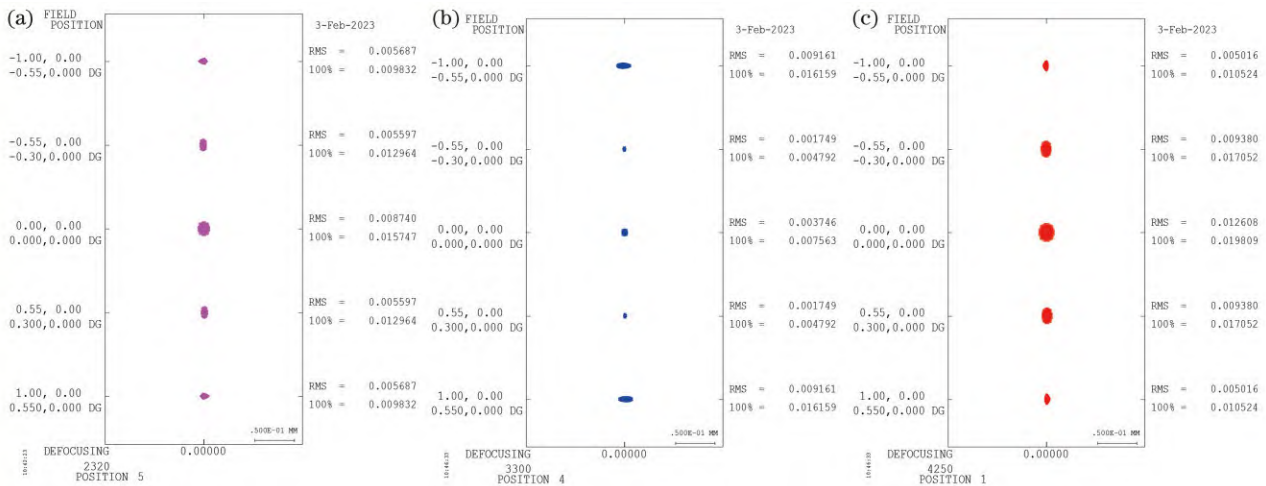 (a)
FIELD
POSITION
3-Feb-2023
-1.00, 0.00
-0.55,0.000 DG
RMS = 0.005687
100% = 0.009832
-0.55, 0.00
-0.30,0.000 DG
RMS = 0.005597
100% = 0.012964
0.00, 0.00
0.000,0.000 DG
RMS = 0.008740
100% = 0.015747
0.55, 0.00
0.300,0.000 DG
RMS = 0.005597
100% = 0.012964
1.00, 0.00
0.550,0.000 DG
RMS = 0.005687
100% = 0.009832
.500E-01 MM
DEFOCUSING 0.00000
2320
POSITION 5
(b)
FIELD
POSITION
3-Feb-2023
-1.00, 0.00
-0.55,0.000 DG
RMS = 0.009161
100% = 0.016159
-0.55, 0.00
-0.30,0.000 DG
RMS = 0.001749
100% = 0.004792
0.00, 0.00
0.000,0.000 DG
RMS = 0.003746
100% = 0.007563
0.55, 0.00
0.300,0.000 DG
RMS = 0.001749
100% = 0.004792
1.00, 0.00
0.550,0.000 DG
RMS = 0.009161
100% = 0.016159
.500E-01 MM
DEFOCUSING 0.00000
3300
POSITION 4
(c)
FIELD
POSITION
3-Feb-2023
-1.00, 0.00
-0.55,0.000 DG
RMS = 0.005016
100% = 0.010524
-0.55, 0.00
-0.30,0.000 DG
RMS = 0.009380
100% = 0.017052
0.00, 0.00
0.000,0.000 DG
RMS = 0.012608
100% = 0.019809
0.55, 0.00
0.300,0.000 DG
RMS = 0.009380
100% = 0.017052
1.00, 0.00
0.550,0.000 DG
RMS = 0.005016
100% = 0.010524
.500E-01 MM
DEFOCUSING 0.00000
4250
POSITION 1